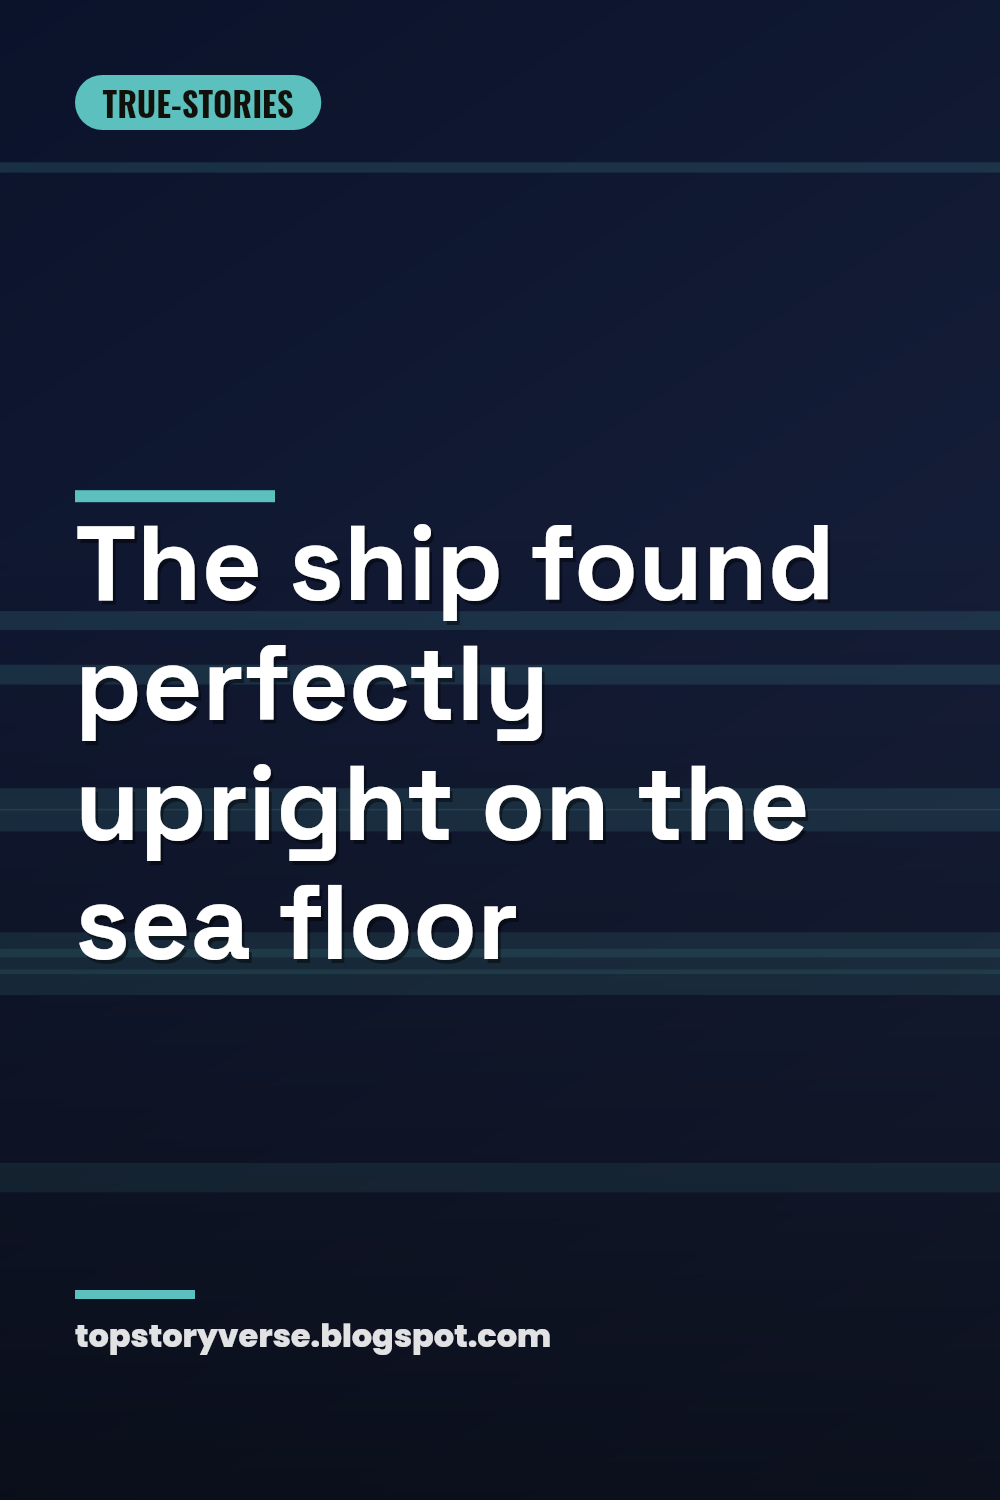 TRUE-STORIES
The ship found
perfectly
upright on the
sea floor
topstoryverse.blogspot.com